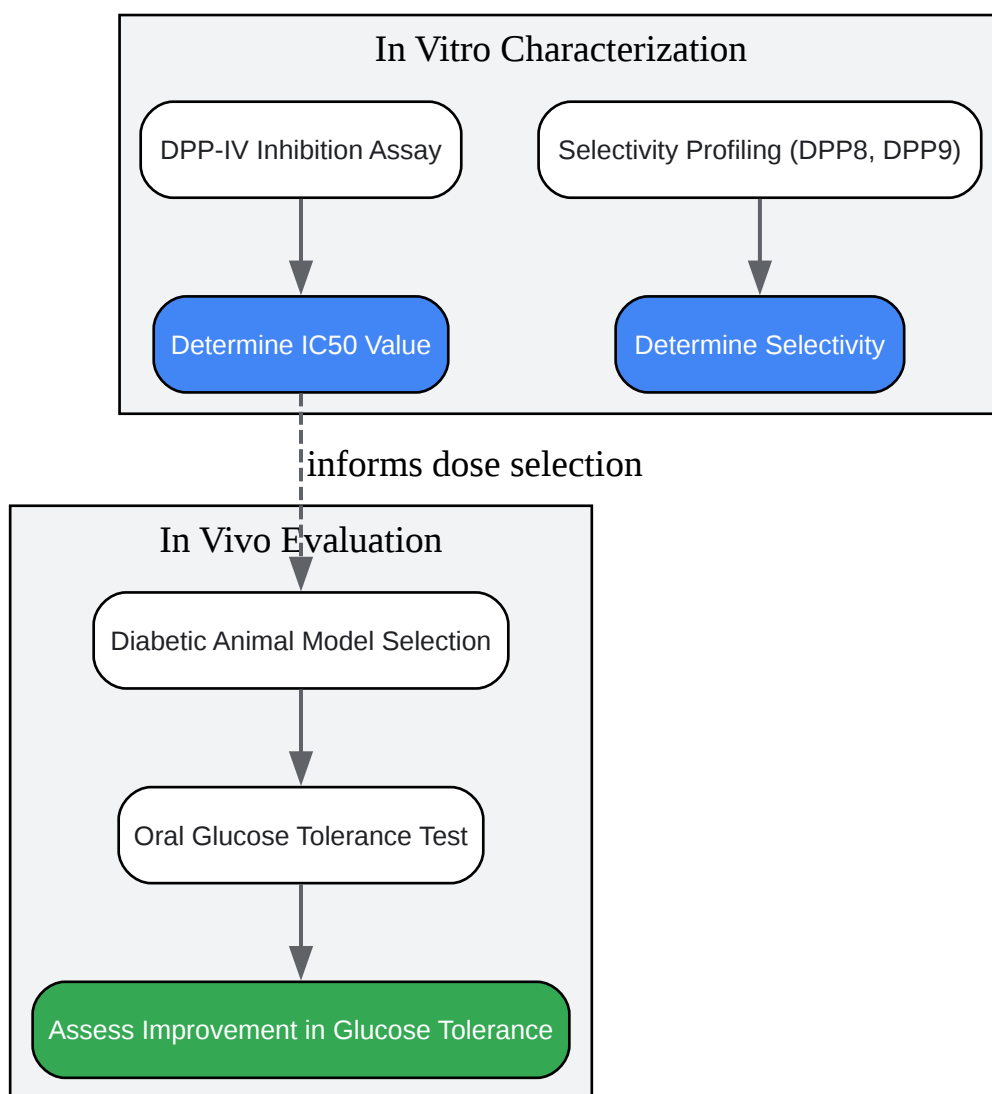 In Vitro Characterization
DPP-IV Inhibition Assay
Selectivity Profiling (DPP8, DPP9)
Determine IC50 Value
Determine Selectivity
informs dose selection
In Vivo Evaluation
Diabetic Animal Model Selection
Oral Glucose Tolerance Test
Assess Improvement in Glucose Tolerance